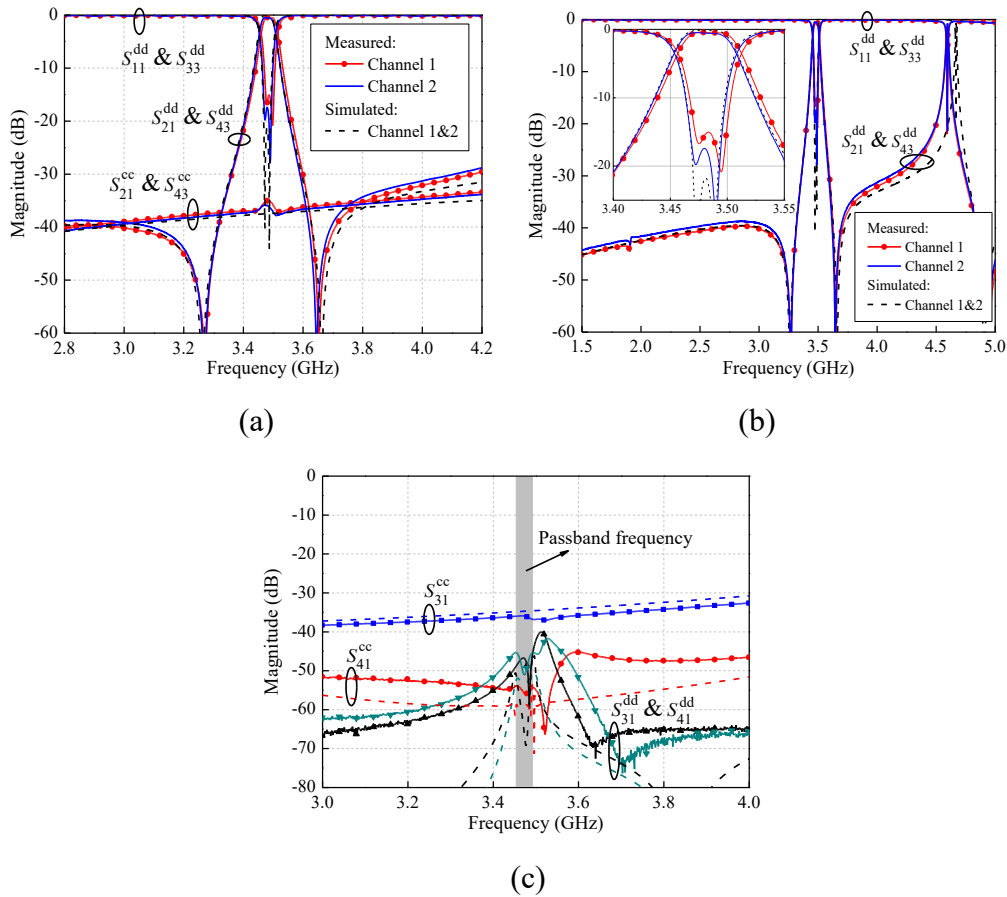 0
-10
-20
-30
-40
-50
-60
Magnitude (dB)
S₁₁ᵈᵈ & S₃₃ᵈᵈ
S₂₁ᵈᵈ & S₄₃ᵈᵈ
S₂₁ᶜᶜ & S₄₃ᶜᶜ
Measured:
Channel 1
Channel 2
Simulated:
Channel 1&2
2.8 3.0 3.2 3.4 3.6 3.8 4.0 4.2
Frequency (GHz)
(a)
0
-10
-20
-30
-40
-50
-60
Magnitude (dB)
0
-10
-20
3.40 3.45 3.50 3.55
S₁₁ᵈᵈ & S₃₃ᵈᵈ
S₂₁ᵈᵈ & S₄₃ᵈᵈ
Measured:
Channel 1
Channel 2
Simulated:
Channel 1&2
1.5 2.0 2.5 3.0 3.5 4.0 4.5 5.0
Frequency (GHz)
(b)
0
-10
-20
-30
-40
-50
-60
-70
-80
Magnitude (dB)
Passband frequency
S₃₁ᶜᶜ
S₄₁ᶜᶜ
S₃₁ᵈᵈ & S₄₁ᵈᵈ
3.0 3.2 3.4 3.6 3.8 4.0
Frequency (GHz)
(c)